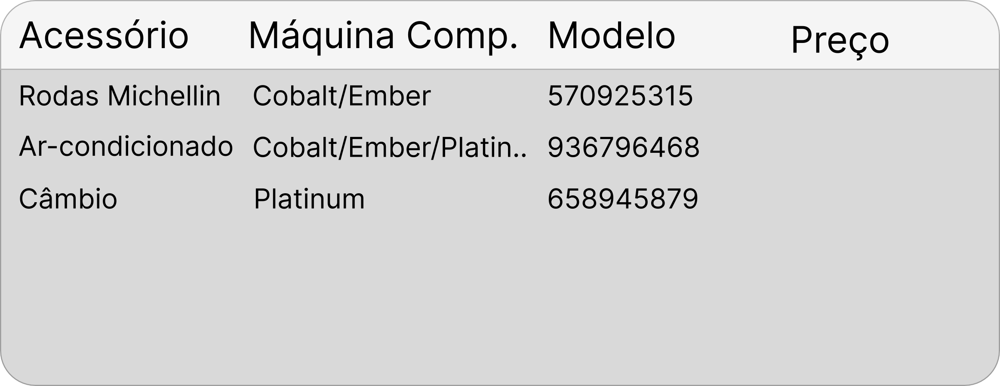 Acessório Máquina Comp. Modelo Preço
Rodas Michellin Cobalt/Ember 570925315
Ar-condicionado Cobalt/Ember/Platin.. 936796468
Câmbio Platinum 658945879